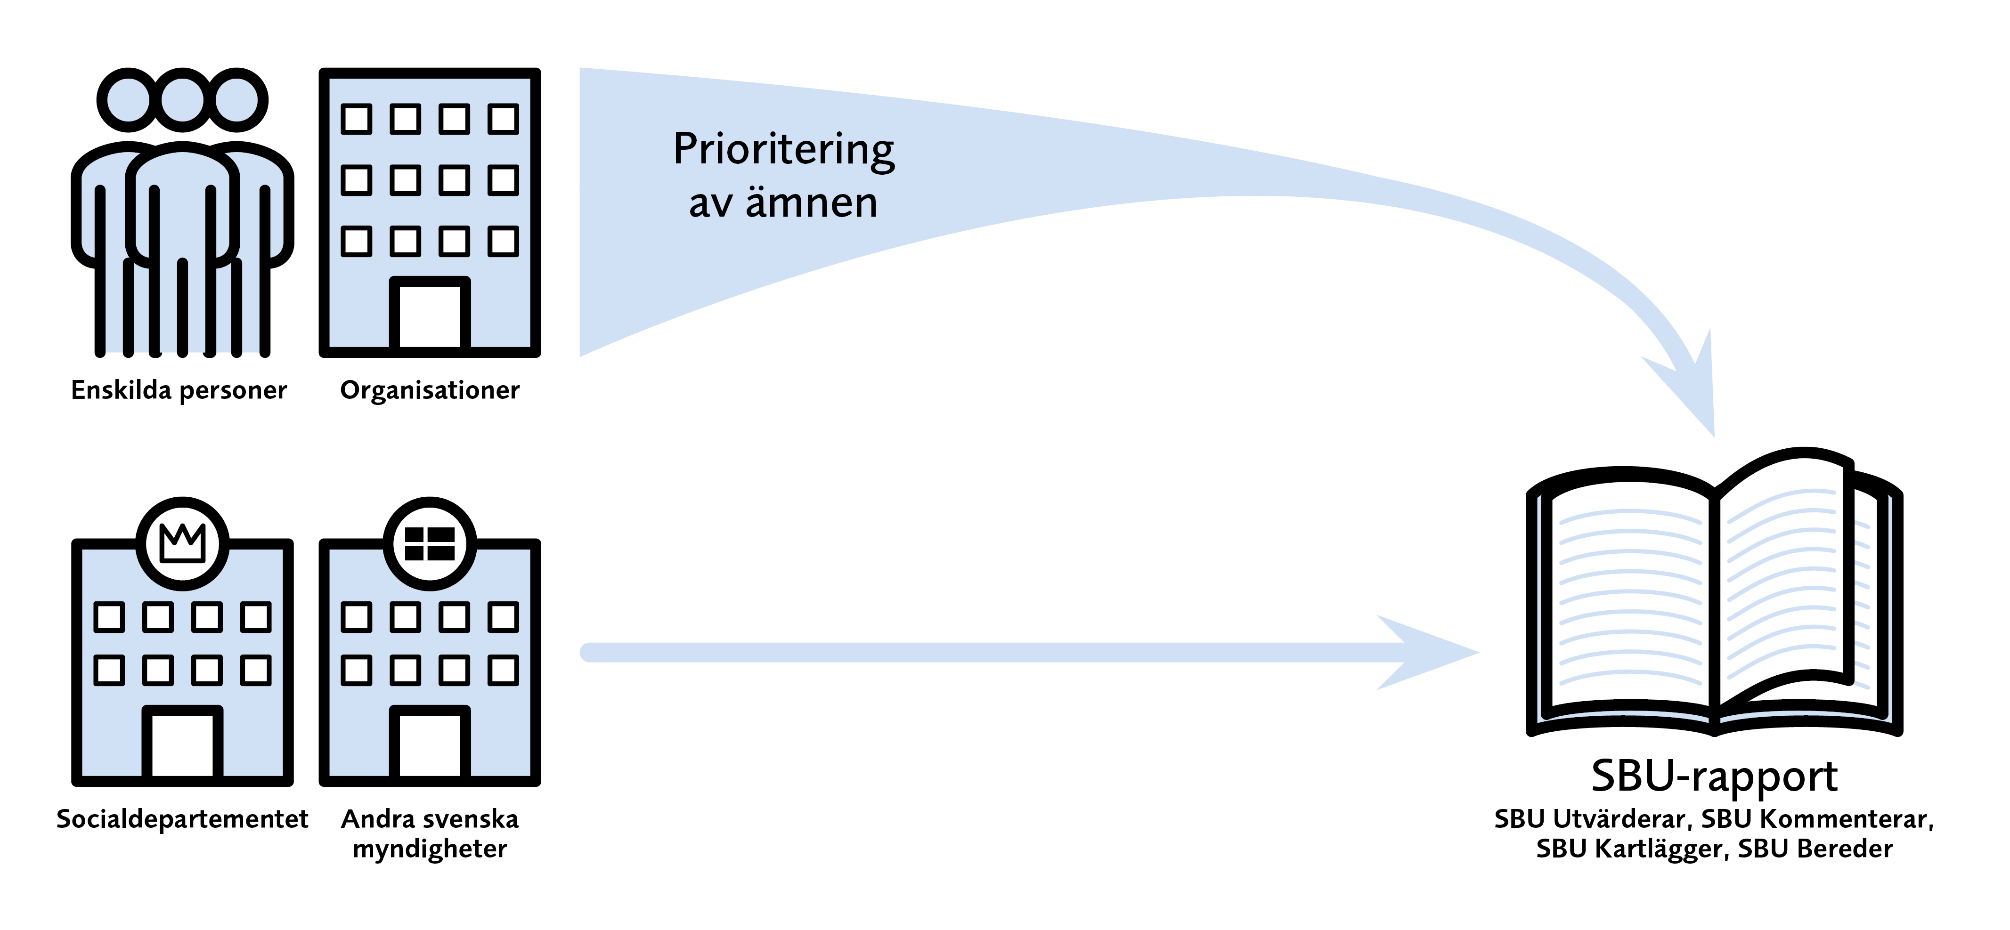 Prioritering
av ämnen
Enskilda personer
Organisationer
Socialdepartementet
Andra svenska
myndigheter
SBU-rapport
SBU Utvärderar, SBU Kommenterar,
SBU Kartlägger, SBU Bereder